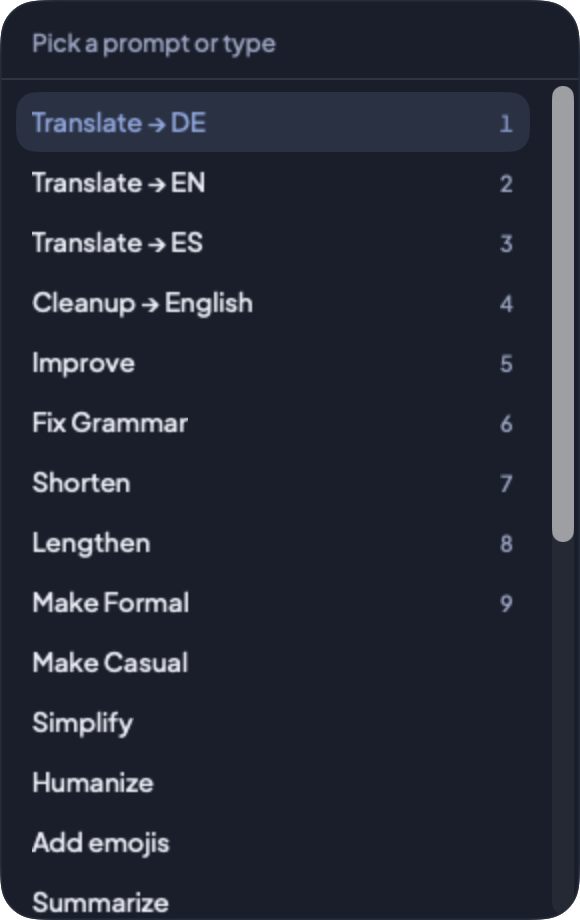 Pick a prompt or type
Translate → DE 1
Translate → EN 2
Translate → ES 3
Cleanup → English 4
Improve 5
Fix Grammar 6
Shorten 7
Lengthen 8
Make Formal 9
Make Casual
Simplify
Humanize
Add emojis
Summarize